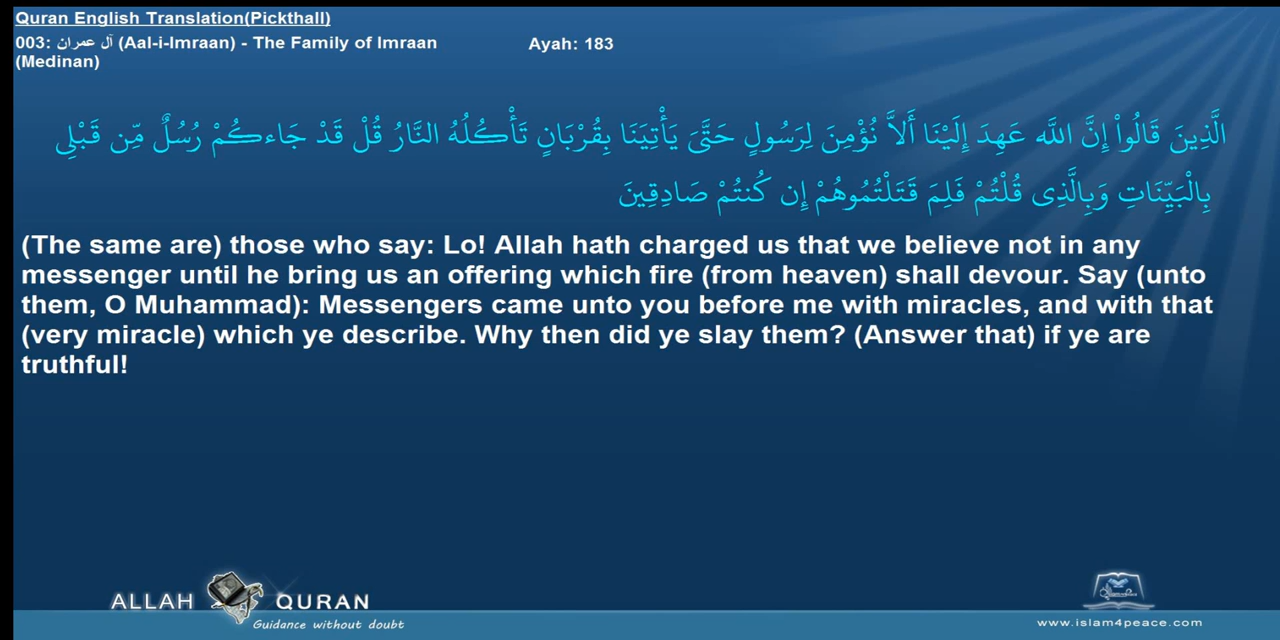 Quran English Translation(Pickthall)
003: آل عمران (Aal-i-Imraan) - The Family of Imraan Ayah: 183
(Medinan)
الَّذِينَ قَالُواْ إِنَّ اللّه عَهِدَ إِلَيْنَا أَلاَّ نُؤْمِنَ لِرَسُولٍ حَتَّىَ يَأْتِيَنَا بِقُرْبَانٍ تَأْكُلُهُ النَّارُ قُلْ قَدْ جَاءكُمْ رُسُلٌ مِّن قَبْلِي
بِالْبَيِّنَاتِ وَبِالَّذِي قُلْتُمْ فَلِمَ قَتَلْتُمُوهُمْ إِن كُنتُمْ صَادِقِينَ
(The same are) those who say: Lo! Allah hath charged us that we believe not in any
messenger until he bring us an offering which fire (from heaven) shall devour. Say (unto
them, O Muhammad): Messengers came unto you before me with miracles, and with that
(very miracle) which ye describe. Why then did ye slay them? (Answer that) if ye are
truthful!
ALLAH QURAN
Guidance without doubt
www.islam4peace.com